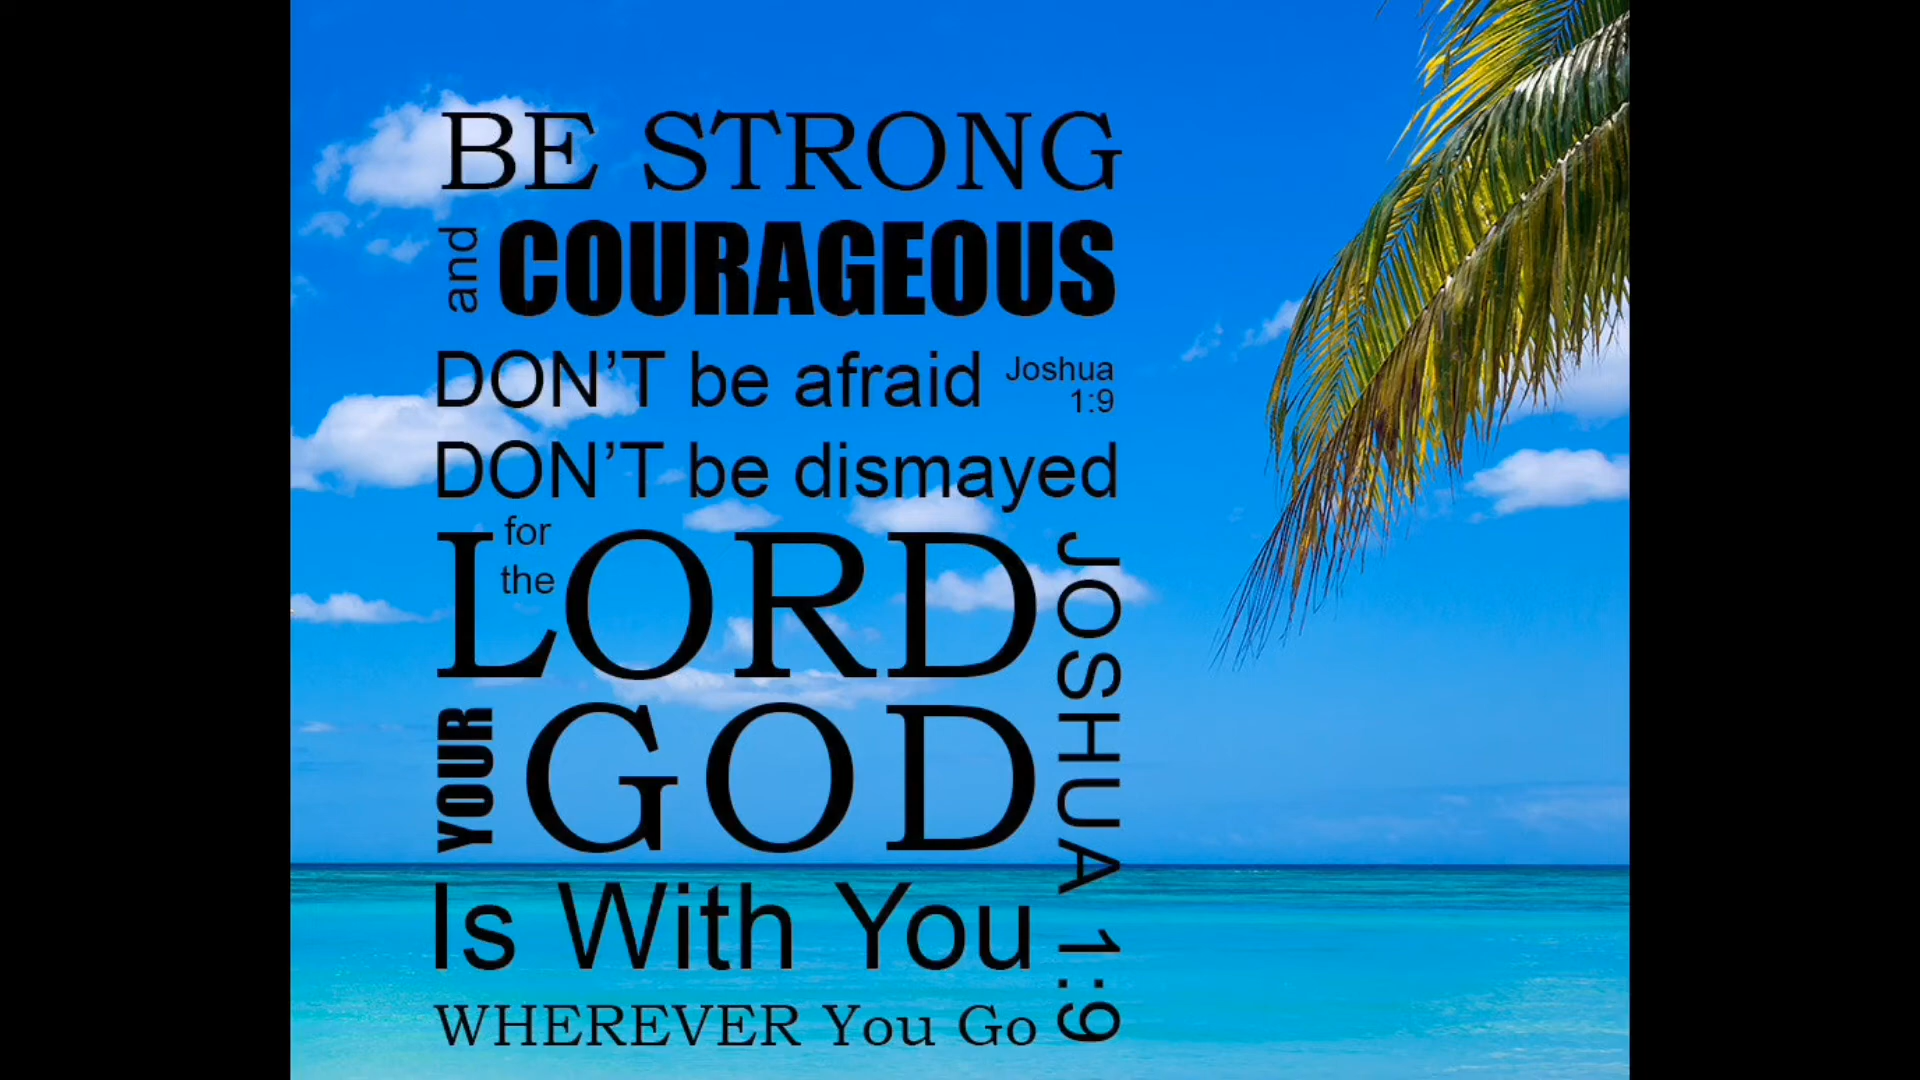 BE STRONG
and COURAGEOUS
DON'T be afraid
Joshua
1:9
DON'T be dismayed
for
the
LORD
YOUR GOD
JOSHUA 1:9
Is With You
WHEREVER You Go